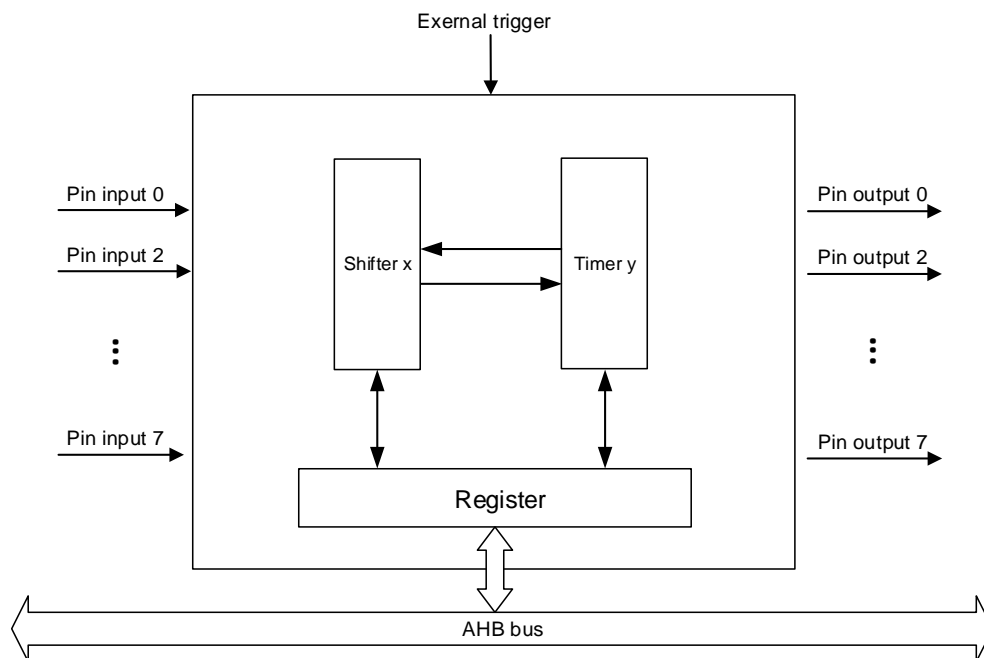 Exernal trigger
Pin input 0
Pin output 0
Pin input 2
Pin output 2
Shifter x
Timer y
Pin input 7
Pin output 7
Register
AHB bus